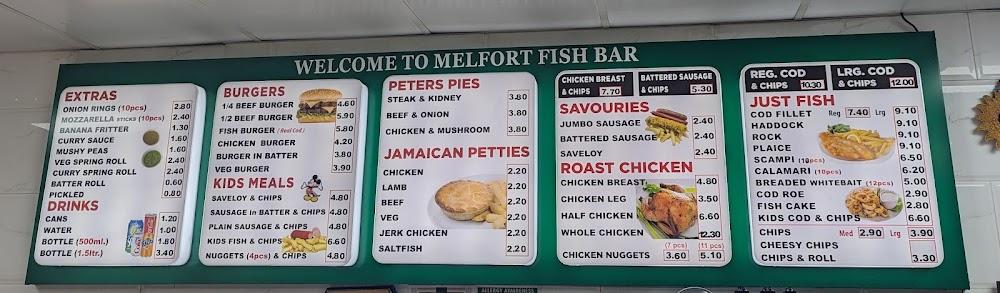 WELCOME TO MELFORT FISH BAR
EXTRAS
ONION RINGS (10pcs) 2.80
MOZZARELLA STICKS (10pcs) 2.40
BANANA FRITTER 1.30
CURRY SAUCE 1.60
MUSHY PEAS 1.60
VEG SPRING ROLL 2.40
CURRY SPRING ROLL 2.40
BATTER ROLL 0.60
PICKLED 0.80
DRINKS
CANS 1.20
WATER 1.00
BOTTLE (500ml.) 1.80
BOTTLE (1.5ltr.) 3.40
BURGERS
1/4 BEEF BURGER 4.60
1/2 BEEF BURGER 5.90
FISH BURGER (Real Cod) 5.80
CHICKEN BURGER 4.20
BURGER IN BATTER 3.80
VEG BURGER 3.90
KIDS MEALS
SAVELOY & CHIPS 4.80
SAUSAGE in BATTER & CHIPS 4.80
PLAIN SAUSAGE & CHIPS 4.80
KIDS FISH & CHIPS 6.60
NUGGETS (4pcs) & CHIPS 4.80
PETERS PIES
STEAK & KIDNEY 3.80
BEEF & ONION 3.80
CHICKEN & MUSHROOM 3.80
JAMAICAN PETTIES
CHICKEN 2.20
LAMB 2.20
BEEF 2.20
VEG 2.20
JERK CHICKEN 2.20
SALTFISH 2.20
CHICKEN BREAST
& CHIPS 7.70
BATTERED SAUSAGE
& CHIPS 5.30
SAVOURIES
JUMBO SAUSAGE 2.40
BATTERED SAUSAGE 2.40
SAVELOY 2.40
ROAST CHICKEN
CHICKEN BREAST 4.80
CHICKEN LEG 3.50
HALF CHICKEN 6.60
WHOLE CHICKEN 12.30
(7 pcs) (11 pcs)
CHICKEN NUGGETS 3.60 5.10
REG. COD
& CHIPS 10.30
LRG. COD
& CHIPS 12.00
JUST FISH
COD FILLET Reg 7.40 Lrg 9.10
HADDOCK 9.10
ROCK 9.10
PLAICE 9.10
SCAMPI (10pcs) 6.50
CALAMARI (10pcs) 6.20
BREADED WHITEBAIT (12pcs) 5.00
COD ROE 2.90
FISH CAKE 2.80
KIDS COD & CHIPS 6.60
CHIPS Med 2.90 Lrg 3.90
CHEESY CHIPS
CHIPS & ROLL 3.30
ALLERGY AWARENESS